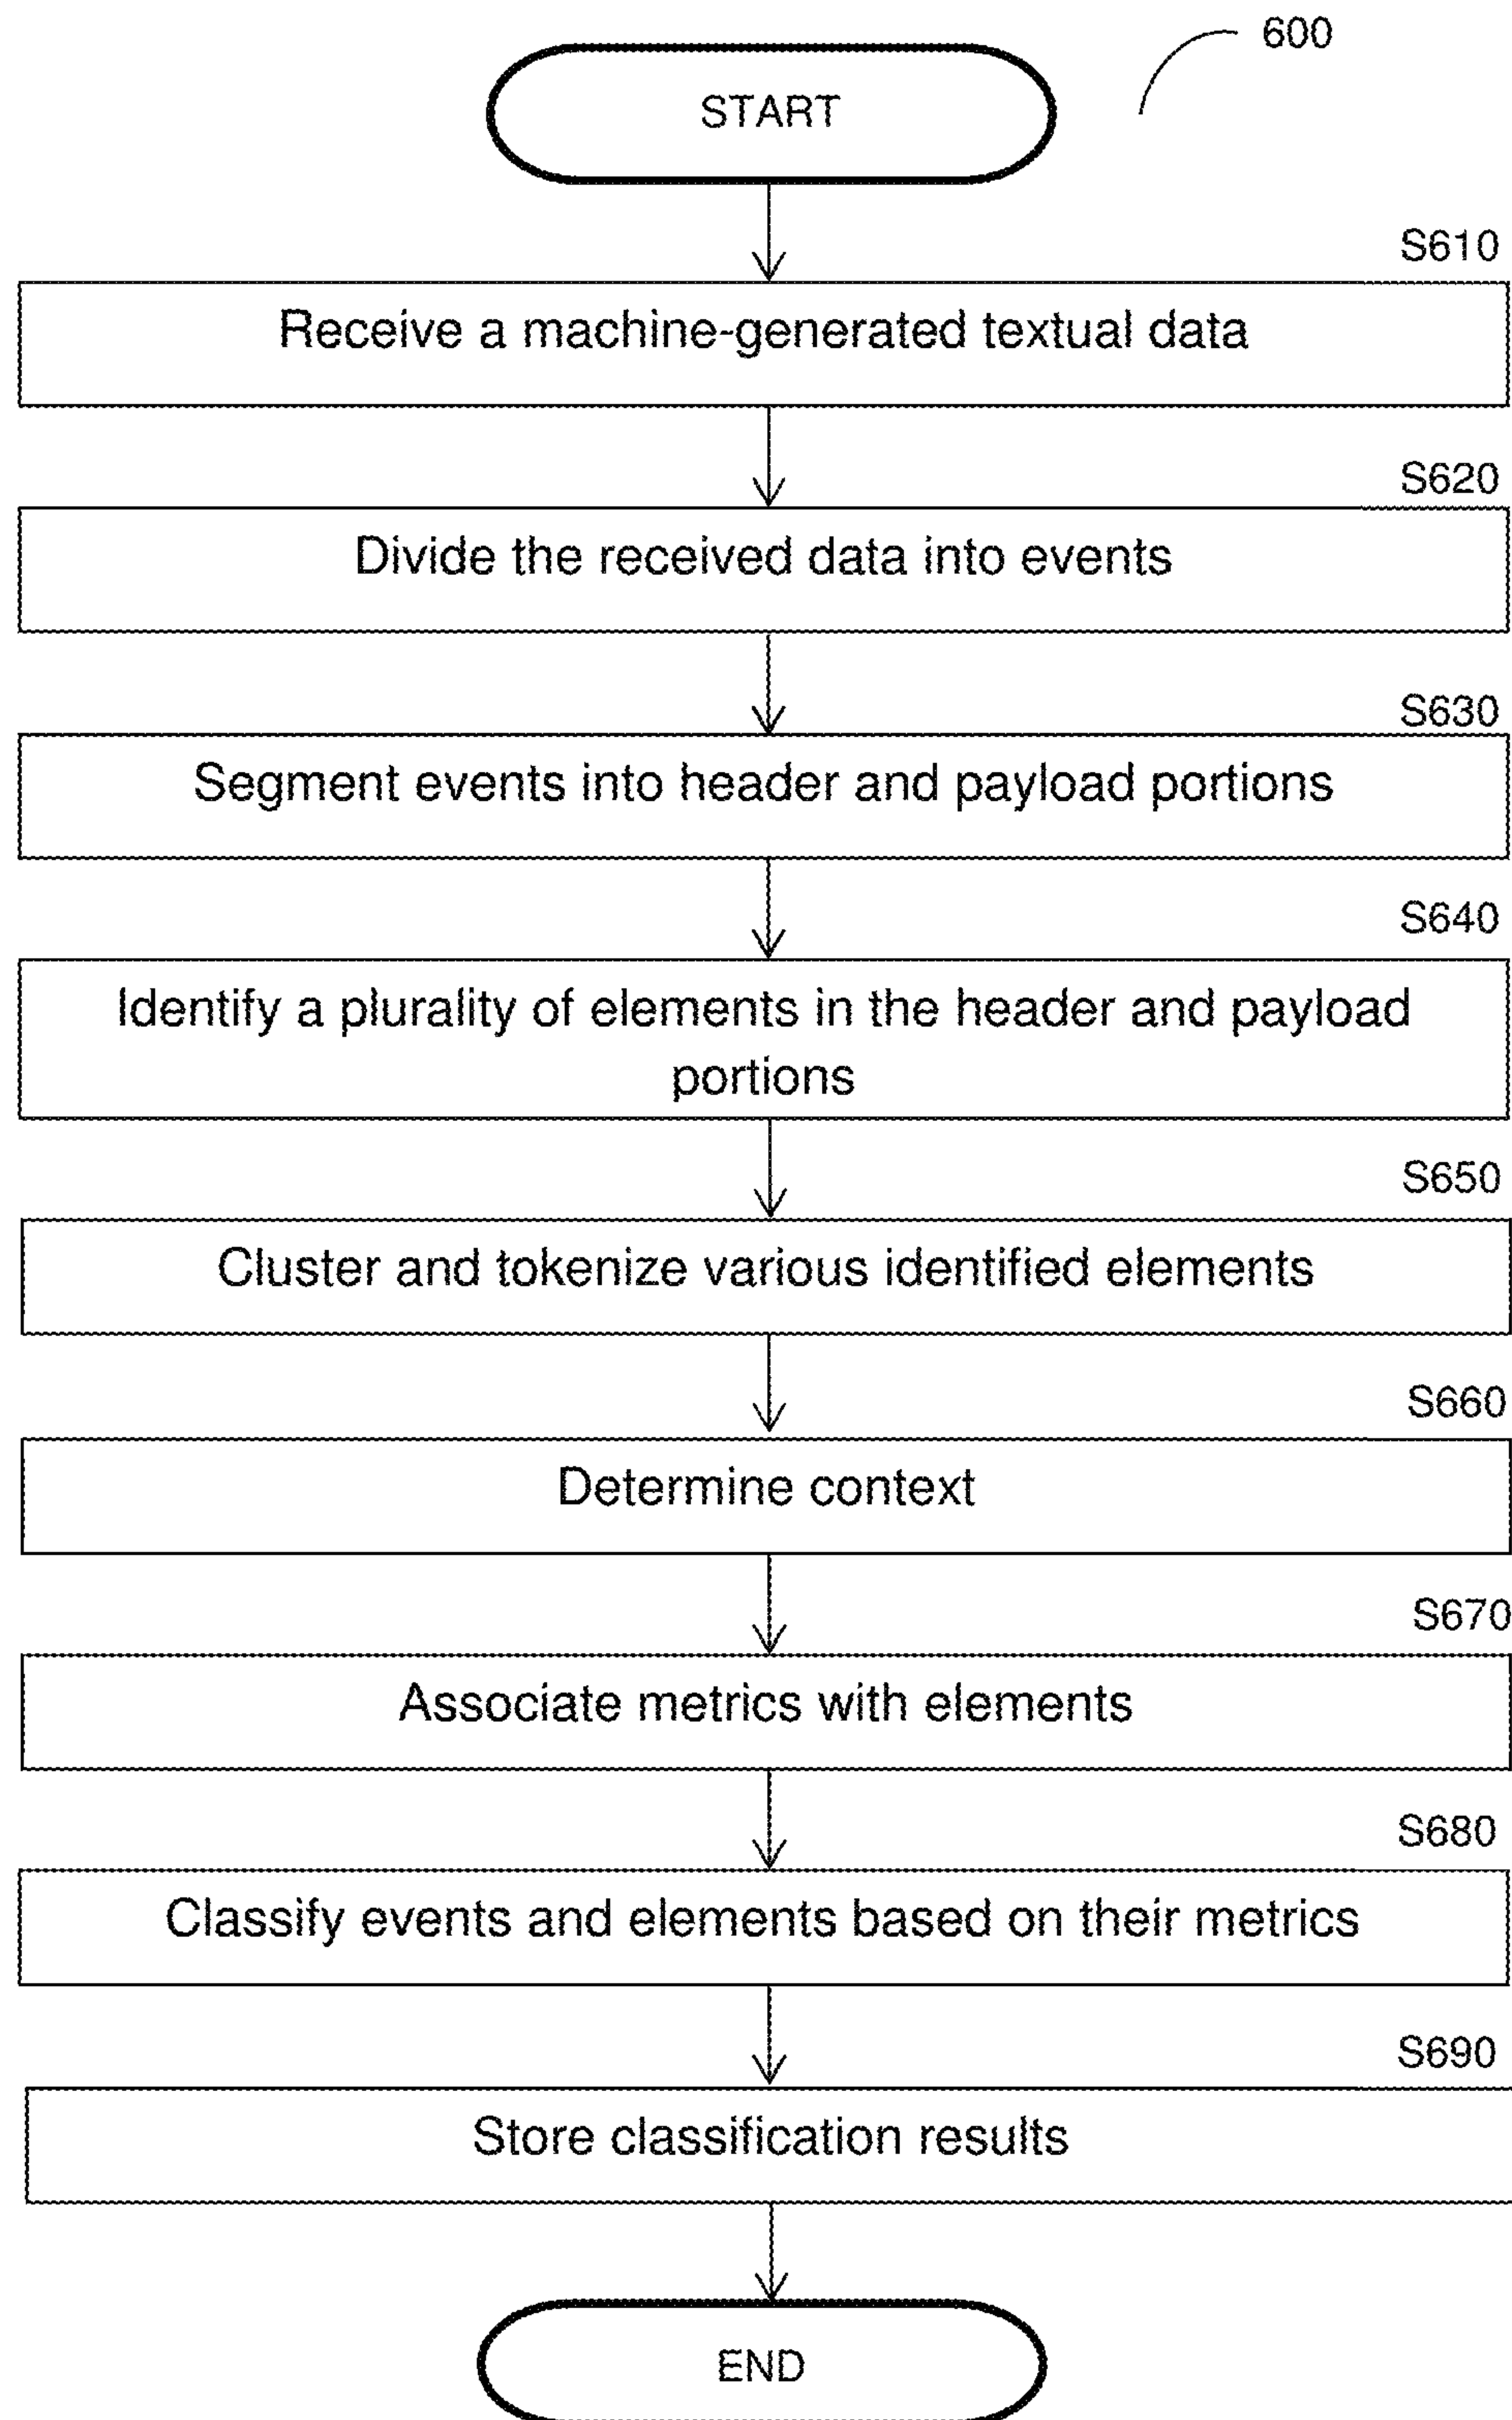 600
START
S610
Receive a machine-generated textual data
S620
Divide the received data into events
S630
Segment events into header and payload portions
S640
Identify a plurality of elements in the header and payload
portions
S650
Cluster and tokenize various identified elements
S660
Determine context
S670
Associate metrics with elements
S680
Classify events and elements based on their metrics
S690
Store classification results
END